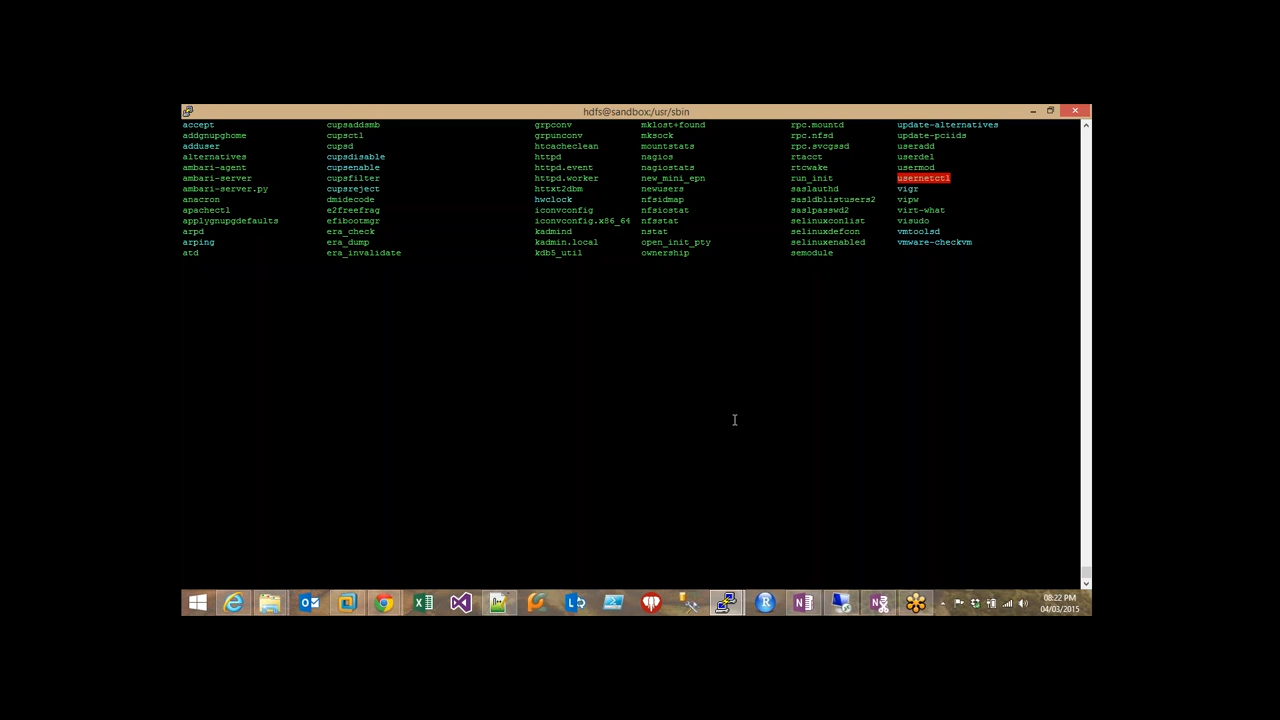 hdfs@sandbox:/usr/sbin
accept cupsaddsmb grpconv mklost+found rpc.mountd update-alternatives
addgnupghome cupsctl grpunconv mksock rpc.nfsd update-pciids
adduser cupsd htcacheclean mountstats rpc.svcgssd useradd
alternatives cupsdisable httpd nagios rtacct userdel
ambari-agent cupsenable httpd.event nagiostats rtcwake usermod
ambari-server cupsfilter httpd.worker new_mini_epn run_init usernetctl
ambari-server.py cupsreject httxt2dbm newusers saslauthd vigr
anacron dmidecode hwclock nfsidmap sasldblistusers2 vipw
apachectl e2freefrag iconvconfig nfsiostat saslpasswd2 virt-what
applygnupgdefaults efibootmgr iconvconfig.x86_64 nfsstat selinuxconlist visudo
arpd era_check kadmind nstat selinuxdefcon vmtoolsd
arping era_dump kadmin.local open_init_pty selinuxenabled vmware-checkvm
atd era_invalidate kdb5_util ownership semodule
08:22 PM
04/03/2015